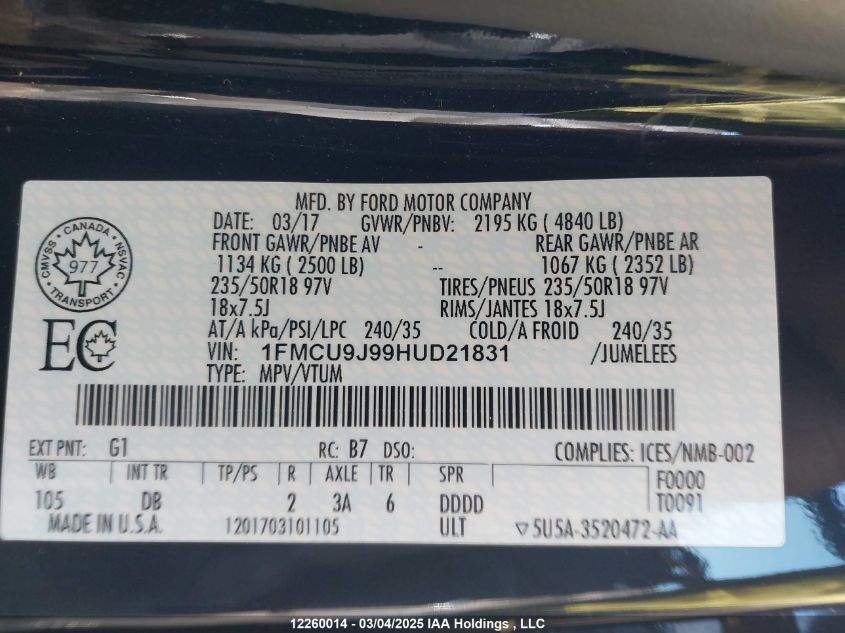 MFD. BY FORD MOTOR COMPANY
DATE: 03/17 GVWR/PNBV: 2195 KG ( 4840 LB)
FRONT GAWR/PNBE AV - REAR GAWR/PNBE AR
1134 KG ( 2500 LB) -- 1067 KG ( 2352 LB)
235/50R18 97V TIRES/PNEUS 235/50R18 97V
18x7.5J RIMS/JANTES 18x7.5J
AT/A kPa/PSI/LPC 240/35 COLD/A FROID 240/35
VIN: 1FMCU9J99HUD21831 /JUMELEES
TYPE: MPV/VTUM
CMVSS · CANADA · NSVAC
977
TRANSPORT
EC
EXT PNT: G1 RC: B7 DSO: COMPLIES: ICES/NMB-002
WB INT TR TP/PS R AXLE TR SPR F0000
105 DB 2 3A 6 DDDD T0091
MADE IN U.S.A. 1201703101105 ULT ▽5U5A-3520472-AA
12260014 - 03/04/2025 IAA Holdings , LLC